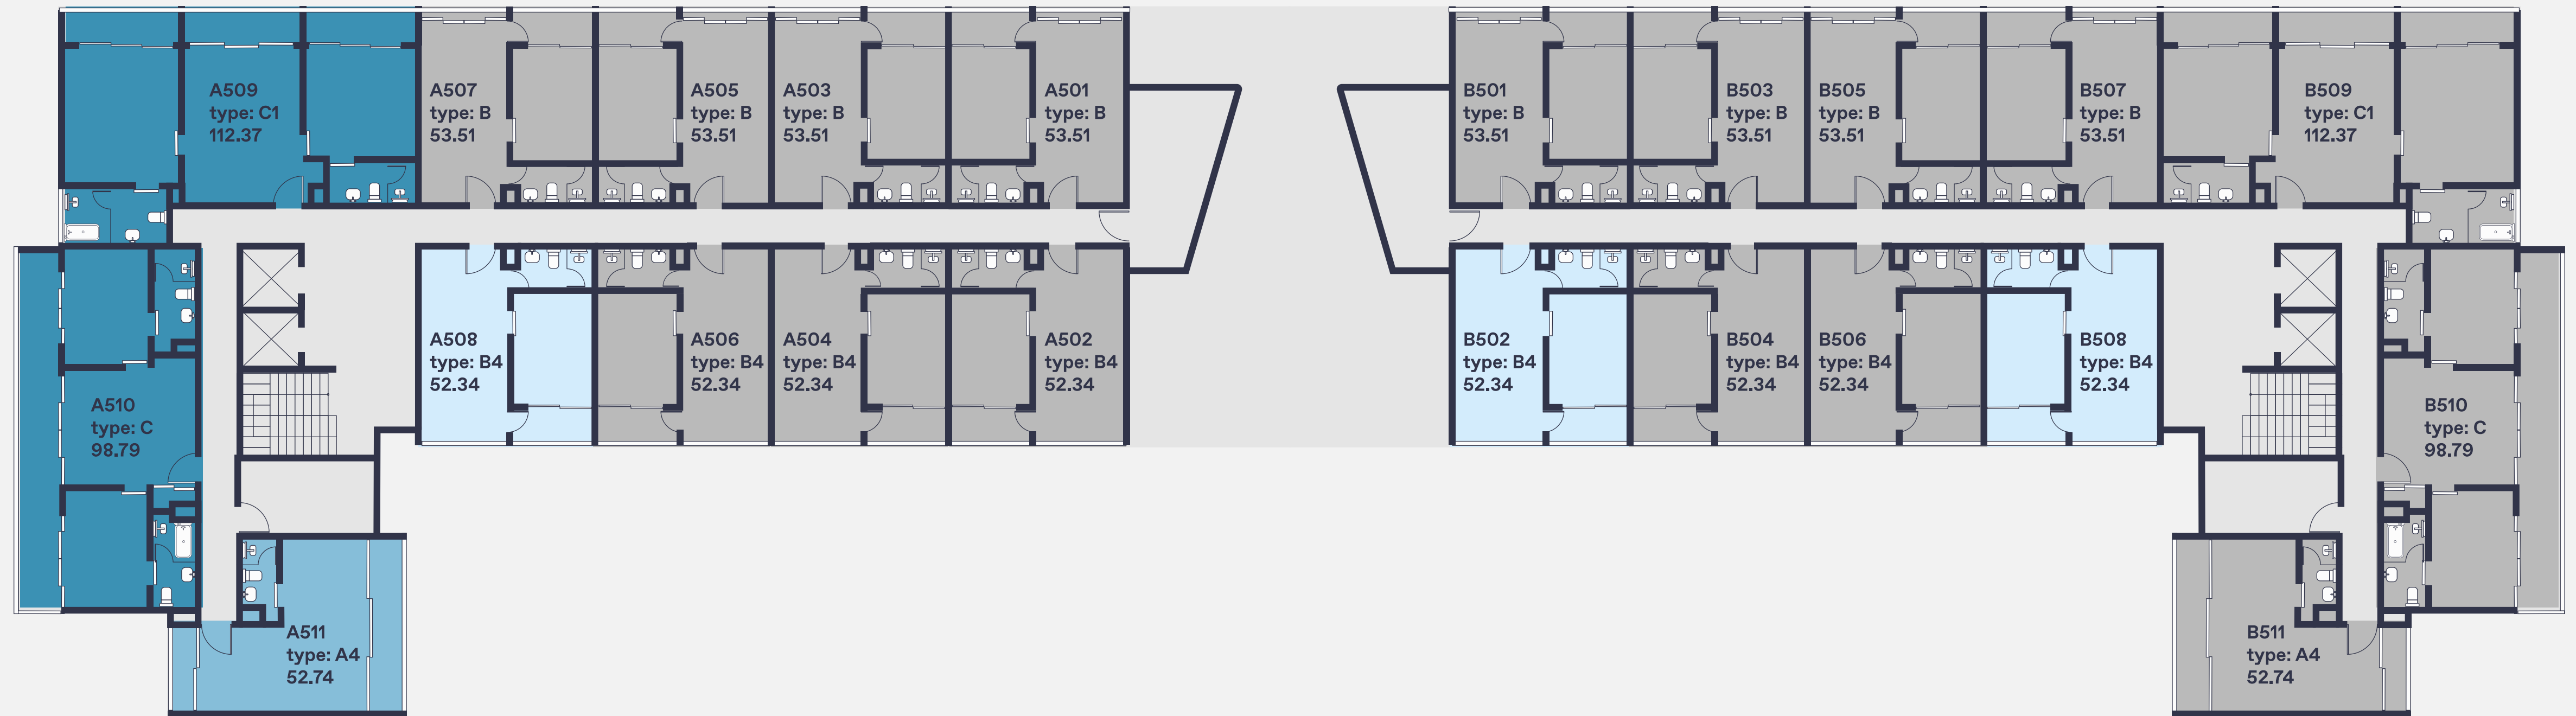 A509
type: C1
112.37
A507
type: B
53.51
A505
type: B
53.51
A503
type: B
53.51
A501
type: B
53.51
B501
type: B
53.51
B503
type: B
53.51
B505
type: B
53.51
B507
type: B
53.51
B509
type: C1
112.37
A508
type: B4
52.34
A506
type: B4
52.34
A504
type: B4
52.34
A502
type: B4
52.34
B502
type: B4
52.34
B504
type: B4
52.34
B506
type: B4
52.34
B508
type: B4
52.34
A510
type: C
98.79
B510
type: C
98.79
A511
type: A4
52.74
B511
type: A4
52.74